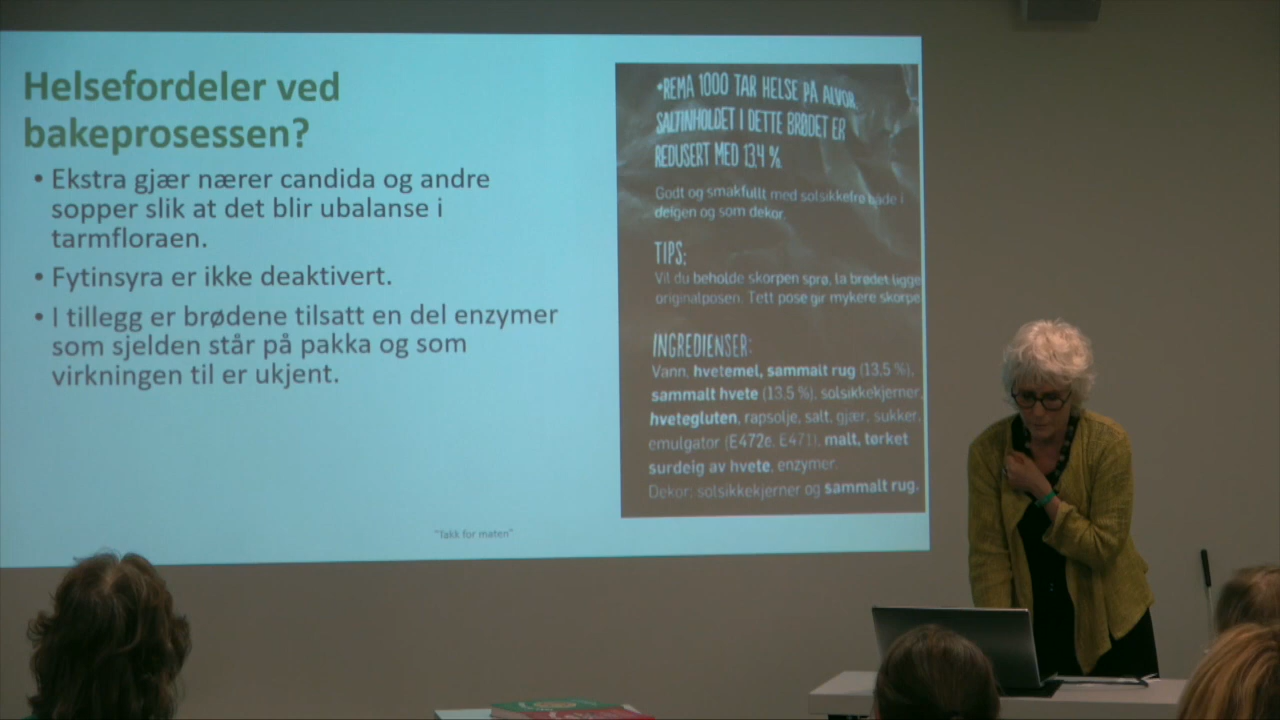 Helsefordeler ved
bakeprosessen?
• Ekstra gjær nærer candida og andre
sopper slik at det blir ubalanse i
tarmfloraen.
• Fytinsyra er ikke deaktivert.
• I tillegg er brødene tilsatt en del enzymer
som sjelden står på pakka og som
virkningen til er ukjent.
"Takk for maten"
•REMA 1000 TAR HELSE PÅ ALVOR.
SALTINHOLDET I DETTE BRØDET ER
REDUSERT MED 13,4 %.
Godt og smakfullt med solsikkefrø både i
deigen og som dekor.
TIPS:
Vil du beholde skorpen sprø, la brødet ligge
originalposen. Tett pose gir mykere skorpe
INGREDIENSER:
Vann, hvetemel, sammalt rug (13.5 %),
sammalt hvete (13.5 %), solsikkekjerner,
hvetegluten, rapsolje, salt, gjær, sukker,
emulgator (E472e, E471), malt, tørket
surdeig av hvete, enzymer.
Dekor: solsikkekjerner og sammalt rug.